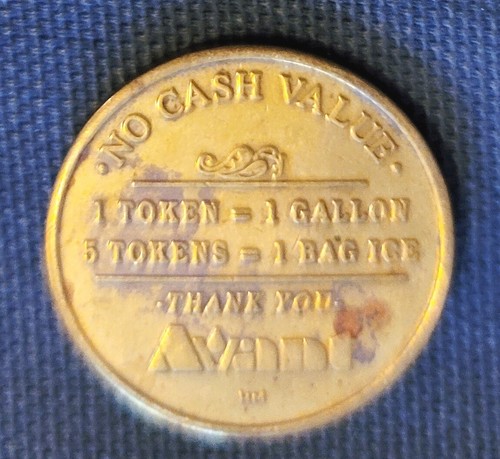 · NO CASH VALUE ·
1 TOKEN = 1 GALLON
5 TOKENS = 1 BAG ICE
· THANK YOU ·